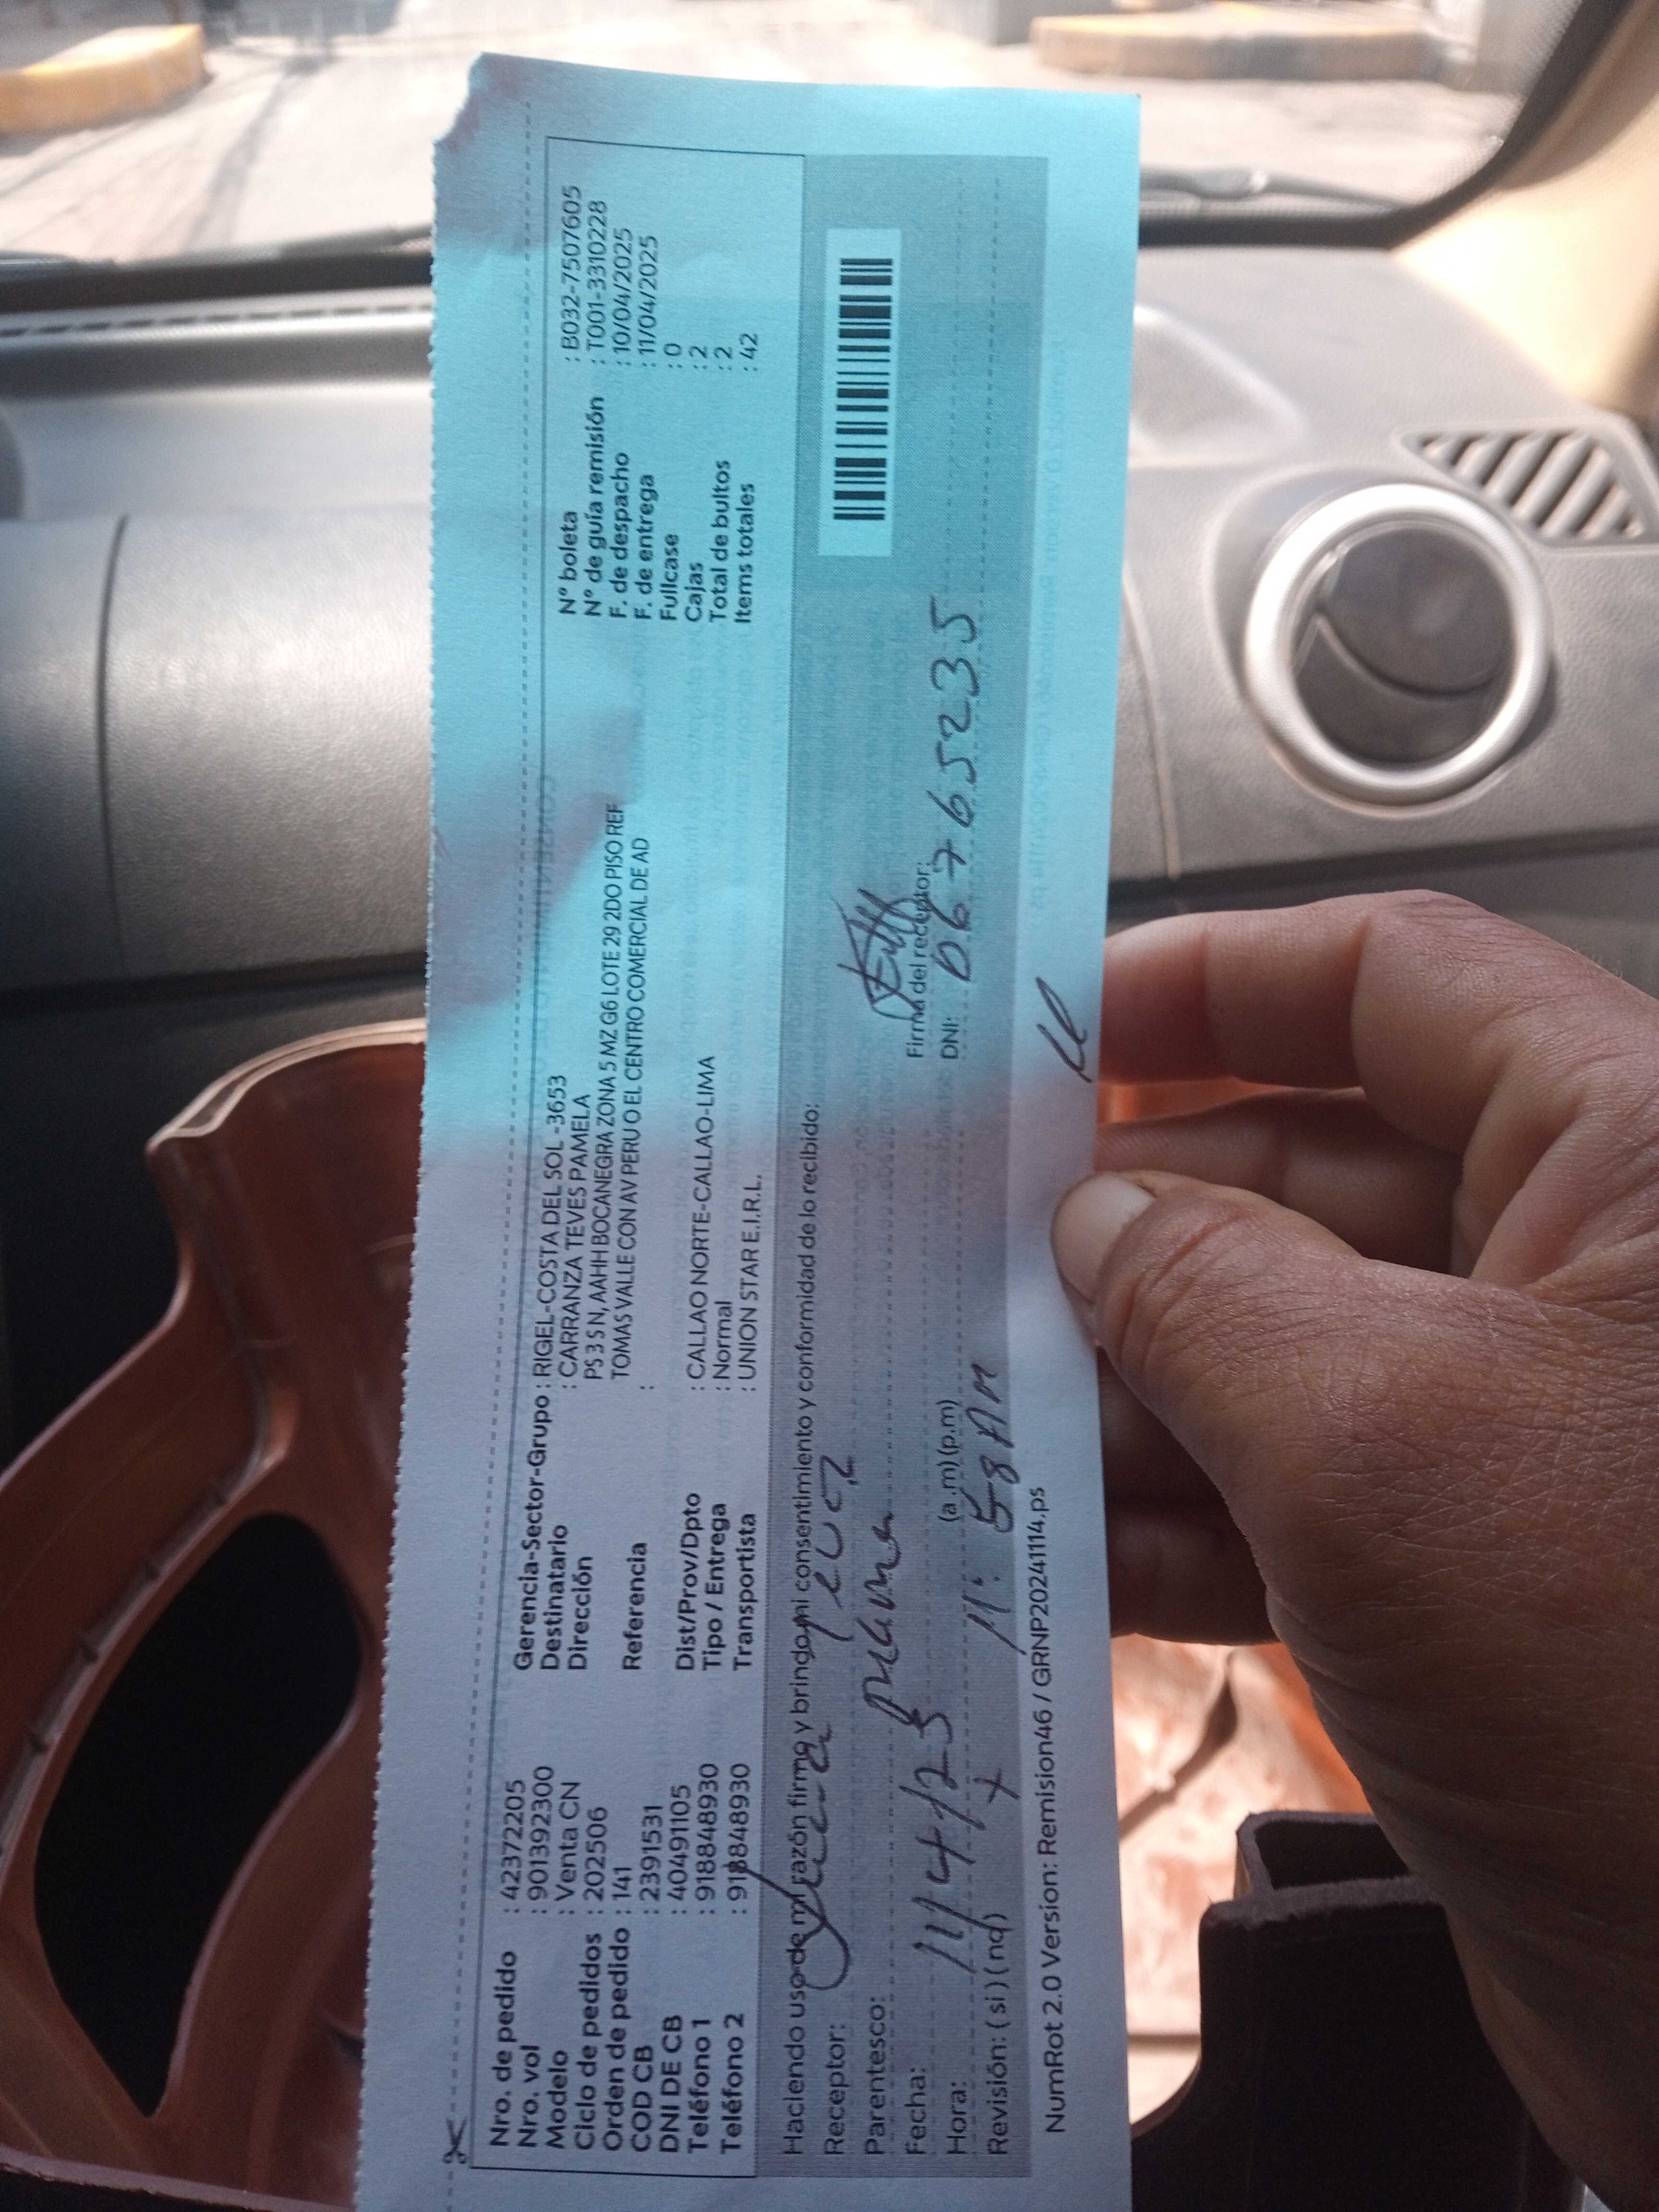 Nro. de pedido : 42372205
Nro. vol : 901392300
Modelo : Venta CN
Ciclo de pedidos : 202506
Orden de pedido : 141
COD CB : 2391531
DNI DE CB : 40491105
Teléfono 1 : 918848930
Teléfono 2 : 918848930
Gerencia-Sector-Grupo : RIGEL-COSTA DEL SOL -3653
Destinatario : CARRANZA TEVES PAMELA
Dirección PS 3 S N, AAHH BOCANEGRA ZONA 5 MZ G6 LOTE 29 2DO PISO REF
TOMAS VALLE CON AV PERU O EL CENTRO COMERCIAL DE AD
Referencia :
Dist/Prov/Dpto : CALLAO NORTE-CALLAO-LIMA
Tipo / Entrega : Normal
Transportista : UNION STAR E.I.R.L.
N° boleta : B032-7507605
N° de guía remisión : T001-3310228
F. de despacho : 10/04/2025
F. de entrega : 11/04/2025
Fullcase : 0
Cajas : 2
Total de bultos : 2
Items totales : 42
Haciendo uso de mi razón firmo y brindo mi consentimiento y conformidad de lo recibido:
Receptor:
Parentesco: mama
Fecha: 11/4/25
Hora: 11: 58 AM (a .m) (p.m)
Revisión: ( si ) ( no)
Firma del receptor:
DNI: 06765235
NumRot 2.0 Version: Remision46 / GRNP20241114.ps